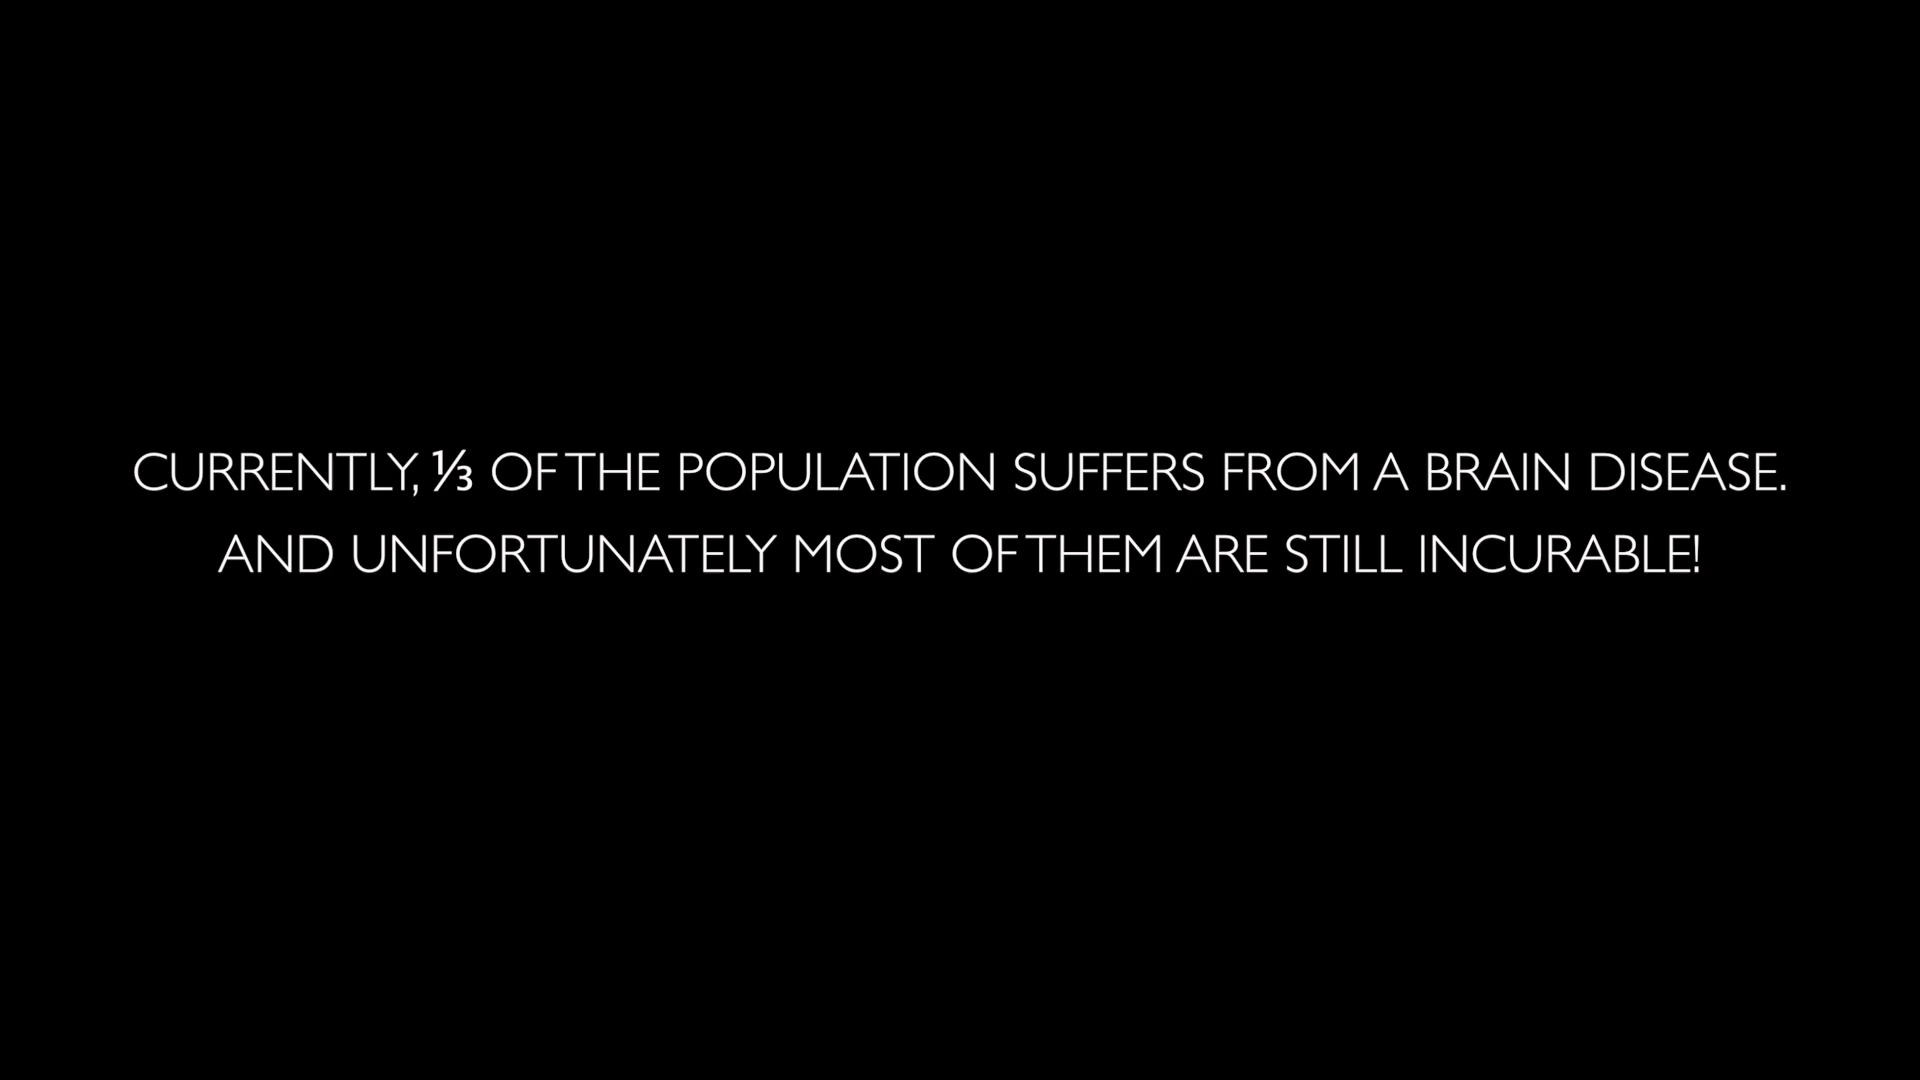 CURRENTLY, ⅓ OF THE POPULATION SUFFERS FROM A BRAIN DISEASE.
AND UNFORTUNATELY MOST OF THEM ARE STILL INCURABLE!